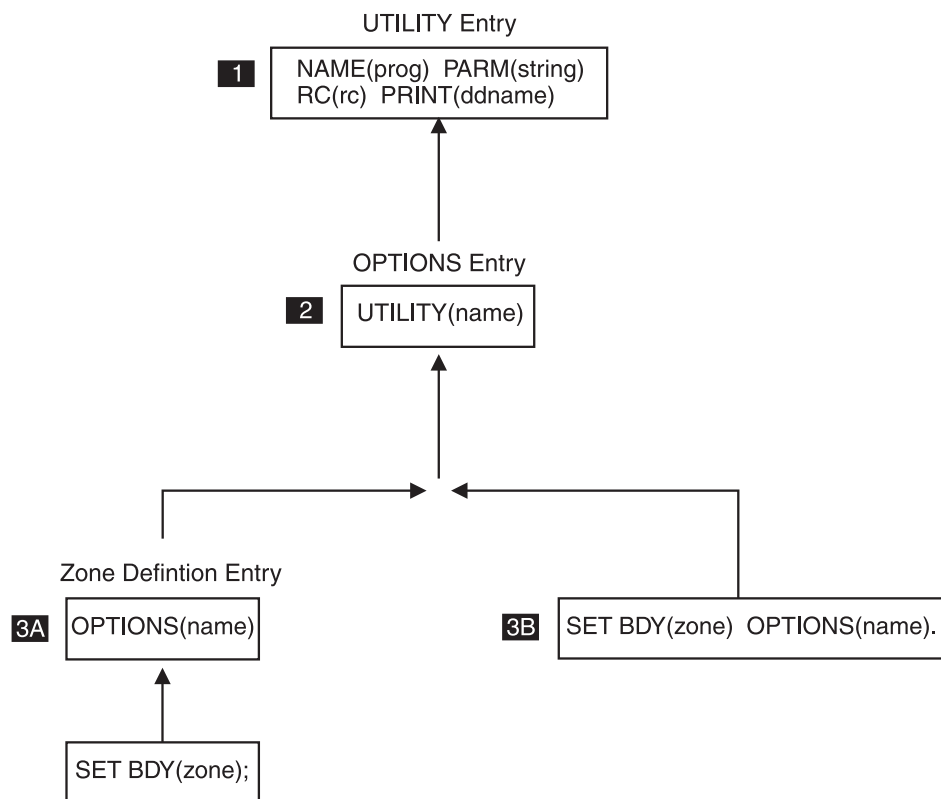 UTILITY Entry
1
NAME(prog) PARM(string)
RC(rc) PRINT(ddname)
OPTIONS Entry
2
UTILITY(name)
Zone Defintion Entry
3A
OPTIONS(name)
3B
SET BDY(zone) OPTIONS(name).
SET BDY(zone);